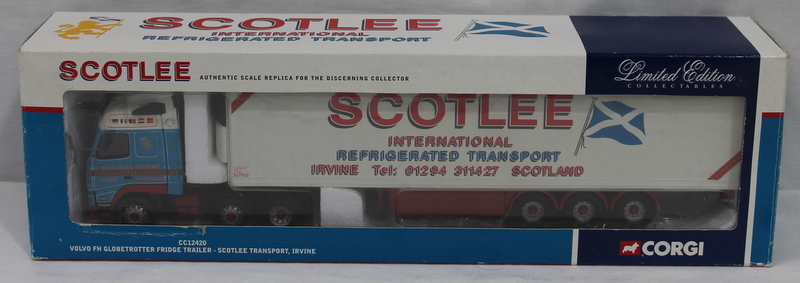 SCOTLEE
INTERNATIONAL
REFRIGERATED TRANSPORT
SCOTLEE
AUTHENTIC SCALE REPLICA FOR THE DISCERNING COLLECTOR
Limited Edition
COLLECTABLES
SCOTLEE
INTERNATIONAL
REFRIGERATED TRANSPORT
IRVINE Tel: 01294 311427 SCOTLAND
CC12420
VOLVO FH GLOBETROTTER FRIDGE TRAILER - SCOTLEE TRANSPORT, IRVINE
CORGI